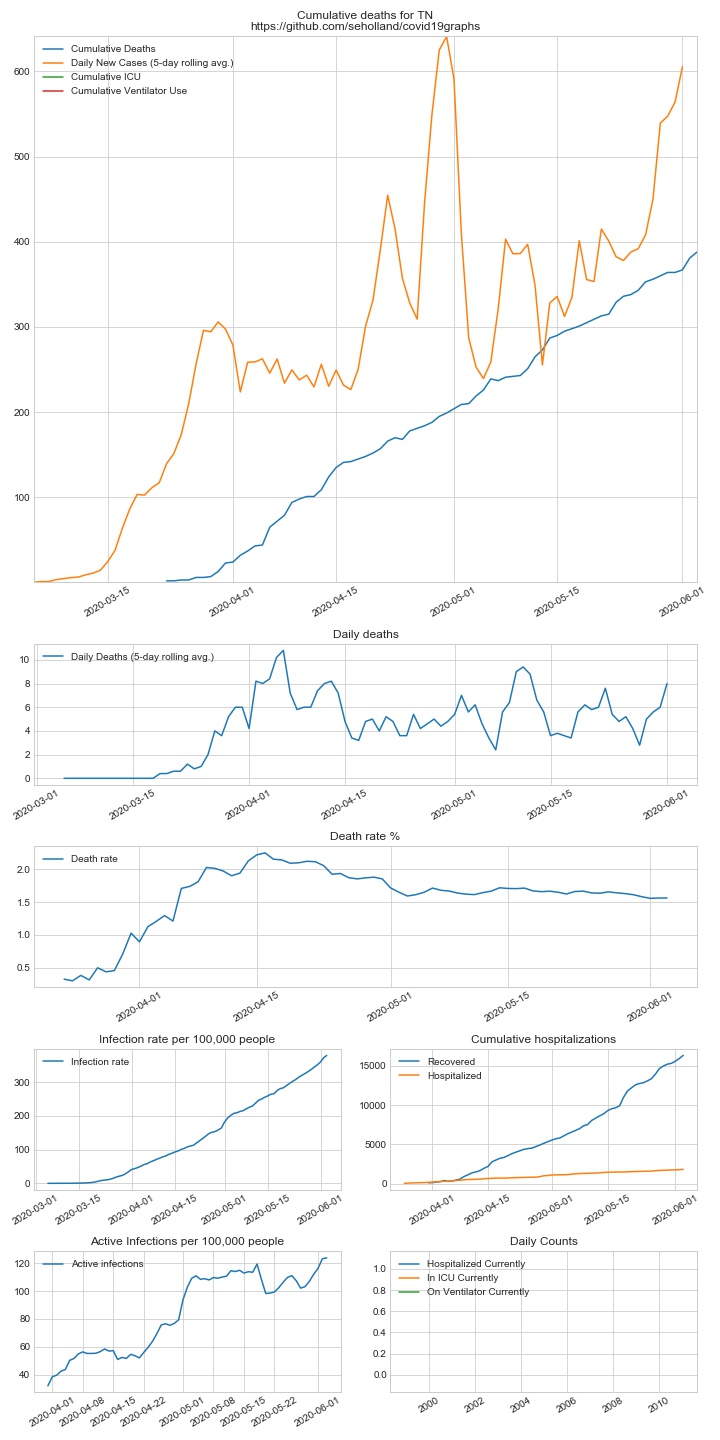 Cumulative deaths for TN
https://github.com/seholland/covid19graphs
Cumulative Deaths
Daily New Cases (5-day rolling avg.)
Cumulative ICU
Cumulative Ventilator Use
600
500
400
300
200
100
2020-03-15 2020-04-01 2020-04-15 2020-05-01 2020-05-15 2020-06-01
Daily deaths
Daily Deaths (5-day rolling avg.)
10
8
6
4
2
0
2020-03-01 2020-03-15 2020-04-01 2020-04-15 2020-05-01 2020-05-15 2020-06-01
Death rate %
Death rate
2.0
1.5
1.0
0.5
2020-04-01 2020-04-15 2020-05-01 2020-05-15 2020-06-01
Infection rate per 100,000 people
Infection rate
300
200
100
0
2020-03-01 2020-03-15 2020-04-01 2020-04-15 2020-05-01 2020-05-15 2020-06-01
Cumulative hospitalizations
Recovered
Hospitalized
15000
10000
5000
0
2020-04-01 2020-04-15 2020-05-01 2020-05-15 2020-06-01
Active Infections per 100,000 people
Active infections
120
100
80
60
40
2020-04-01 2020-04-08 2020-04-15 2020-04-22 2020-05-01 2020-05-08 2020-05-15 2020-05-22 2020-06-01
Daily Counts
Hospitalized Currently
In ICU Currently
On Ventilator Currently
1.0
0.8
0.6
0.4
0.2
0.0
2000 2002 2004 2006 2008 2010